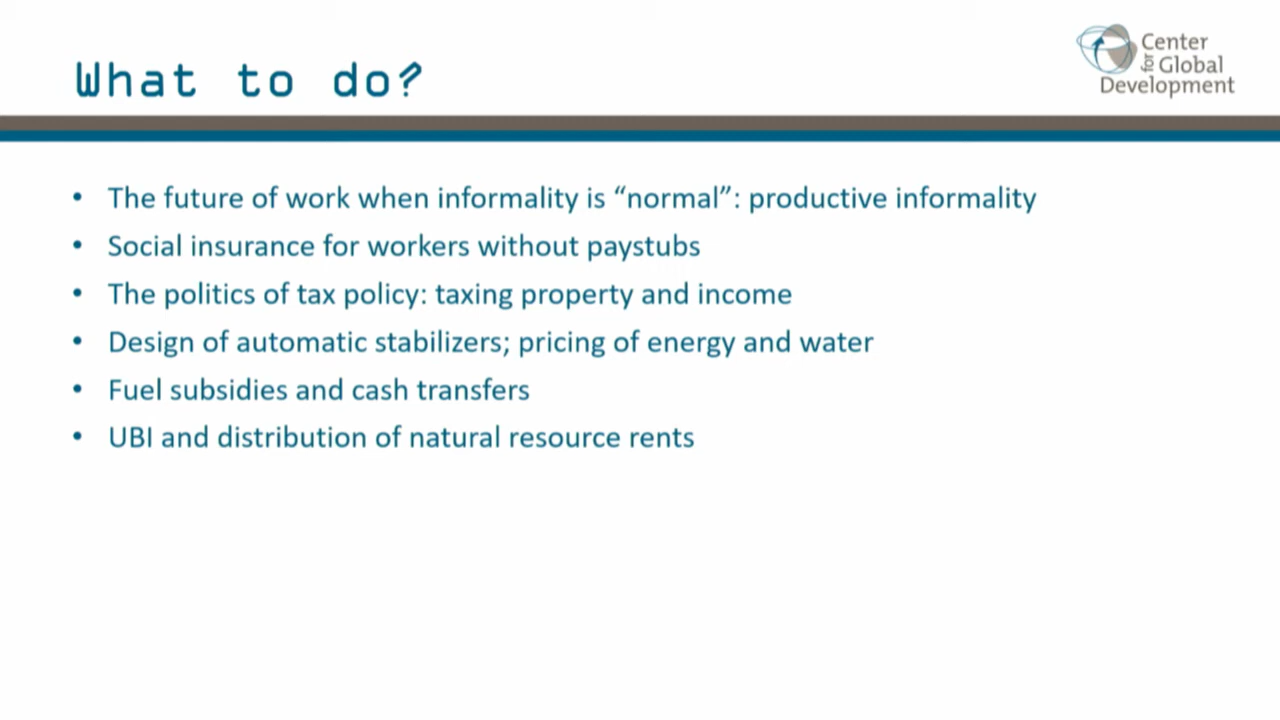 What to do?
Center
for Global
Development
• The future of work when informality is “normal”: productive informality
• Social insurance for workers without paystubs
• The politics of tax policy: taxing property and income
• Design of automatic stabilizers; pricing of energy and water
• Fuel subsidies and cash transfers
• UBI and distribution of natural resource rents